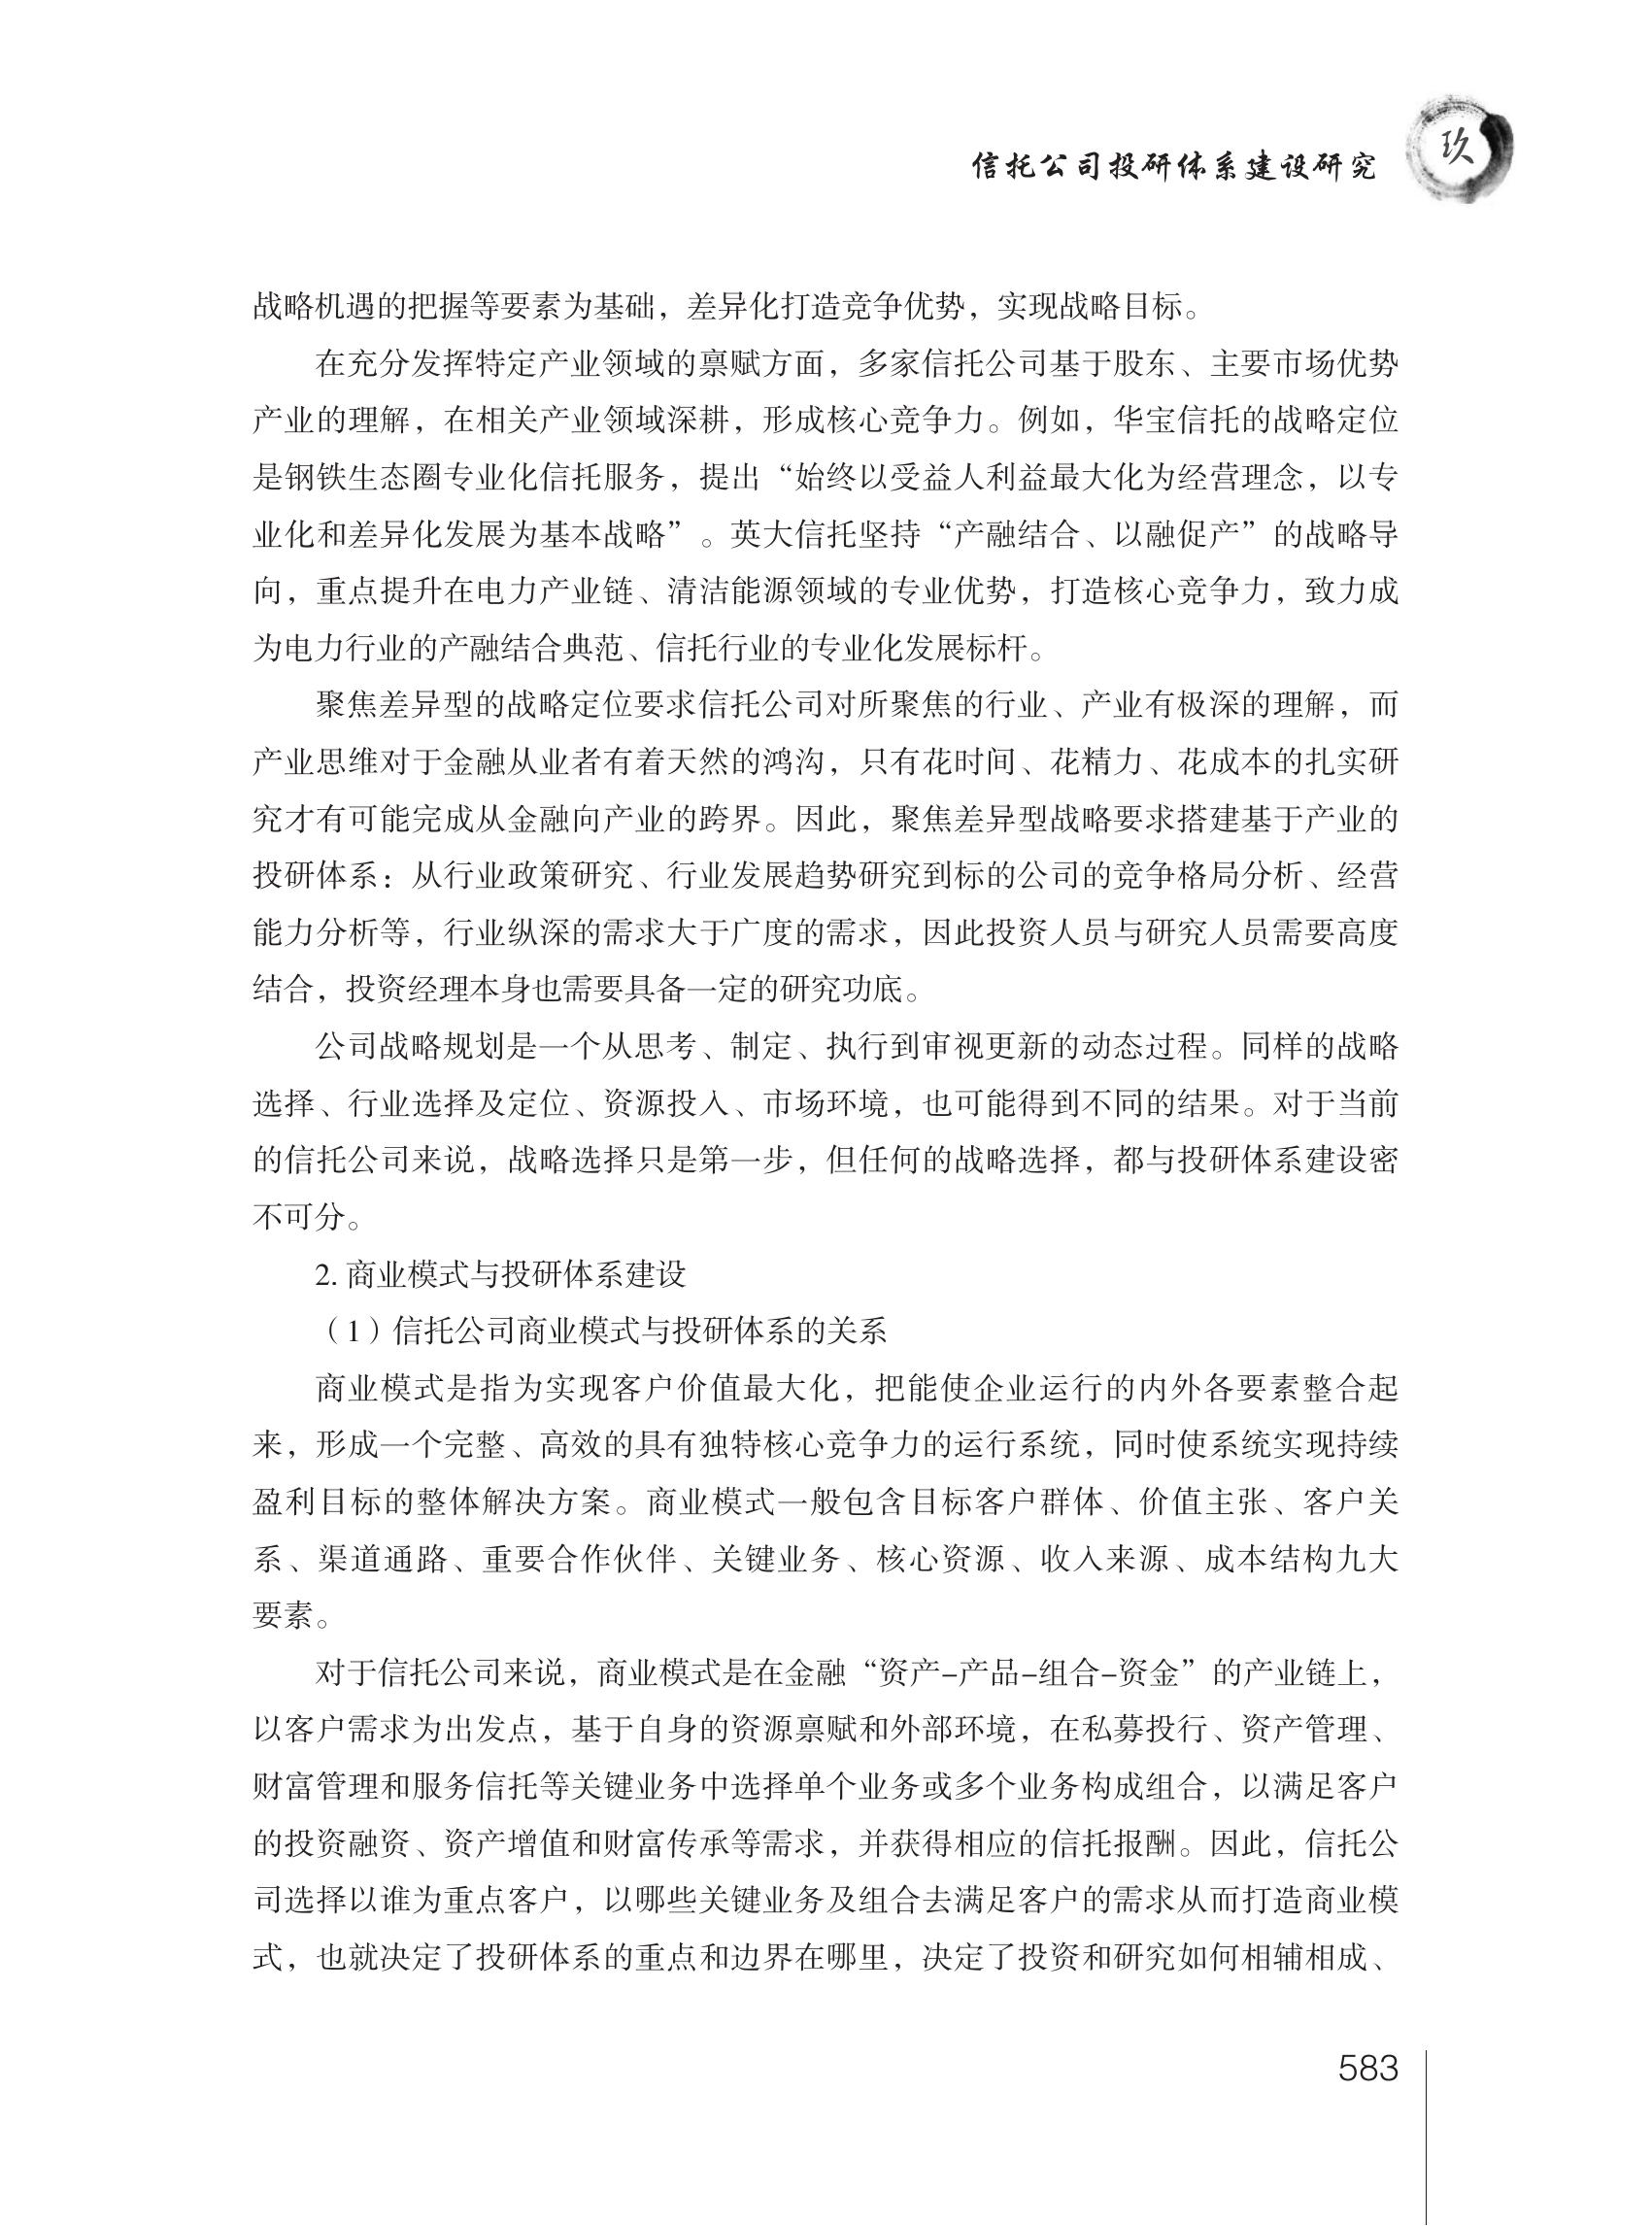 信托公司投研体系建设研究
玖
战略机遇的把握等要素为基础，差异化打造竞争优势，实现战略目标。
在充分发挥特定产业领域的禀赋方面，多家信托公司基于股东、主要市场优势
产业的理解，在相关产业领域深耕，形成核心竞争力。例如，华宝信托的战略定位
是钢铁生态圈专业化信托服务，提出“始终以受益人利益最大化为经营理念，以专
业化和差异化发展为基本战略”。英大信托坚持“产融结合、以融促产”的战略导
向，重点提升在电力产业链、清洁能源领域的专业优势，打造核心竞争力，致力成
为电力行业的产融结合典范、信托行业的专业化发展标杆。
聚焦差异型的战略定位要求信托公司对所聚焦的行业、产业有极深的理解，而
产业思维对于金融从业者有着天然的鸿沟，只有花时间、花精力、花成本的扎实研
究才有可能完成从金融向产业的跨界。因此，聚焦差异型战略要求搭建基于产业的
投研体系：从行业政策研究、行业发展趋势研究到标的公司的竞争格局分析、经营
能力分析等，行业纵深的需求大于广度的需求，因此投资人员与研究人员需要高度
结合，投资经理本身也需要具备一定的研究功底。
公司战略规划是一个从思考、制定、执行到审视更新的动态过程。同样的战略
选择、行业选择及定位、资源投入、市场环境，也可能得到不同的结果。对于当前
的信托公司来说，战略选择只是第一步，但任何的战略选择，都与投研体系建设密
不可分。
2. 商业模式与投研体系建设
（1）信托公司商业模式与投研体系的关系
商业模式是指为实现客户价值最大化，把能使企业运行的内外各要素整合起
来，形成一个完整、高效的具有独特核心竞争力的运行系统，同时使系统实现持续
盈利目标的整体解决方案。商业模式一般包含目标客户群体、价值主张、客户关
系、渠道通路、重要合作伙伴、关键业务、核心资源、收入来源、成本结构九大
要素。
对于信托公司来说，商业模式是在金融“资产–产品–组合–资金”的产业链上，
以客户需求为出发点，基于自身的资源禀赋和外部环境，在私募投行、资产管理、
财富管理和服务信托等关键业务中选择单个业务或多个业务构成组合，以满足客户
的投资融资、资产增值和财富传承等需求，并获得相应的信托报酬。因此，信托公
司选择以谁为重点客户，以哪些关键业务及组合去满足客户的需求从而打造商业模
式，也就决定了投研体系的重点和边界在哪里，决定了投资和研究如何相辅相成、
583